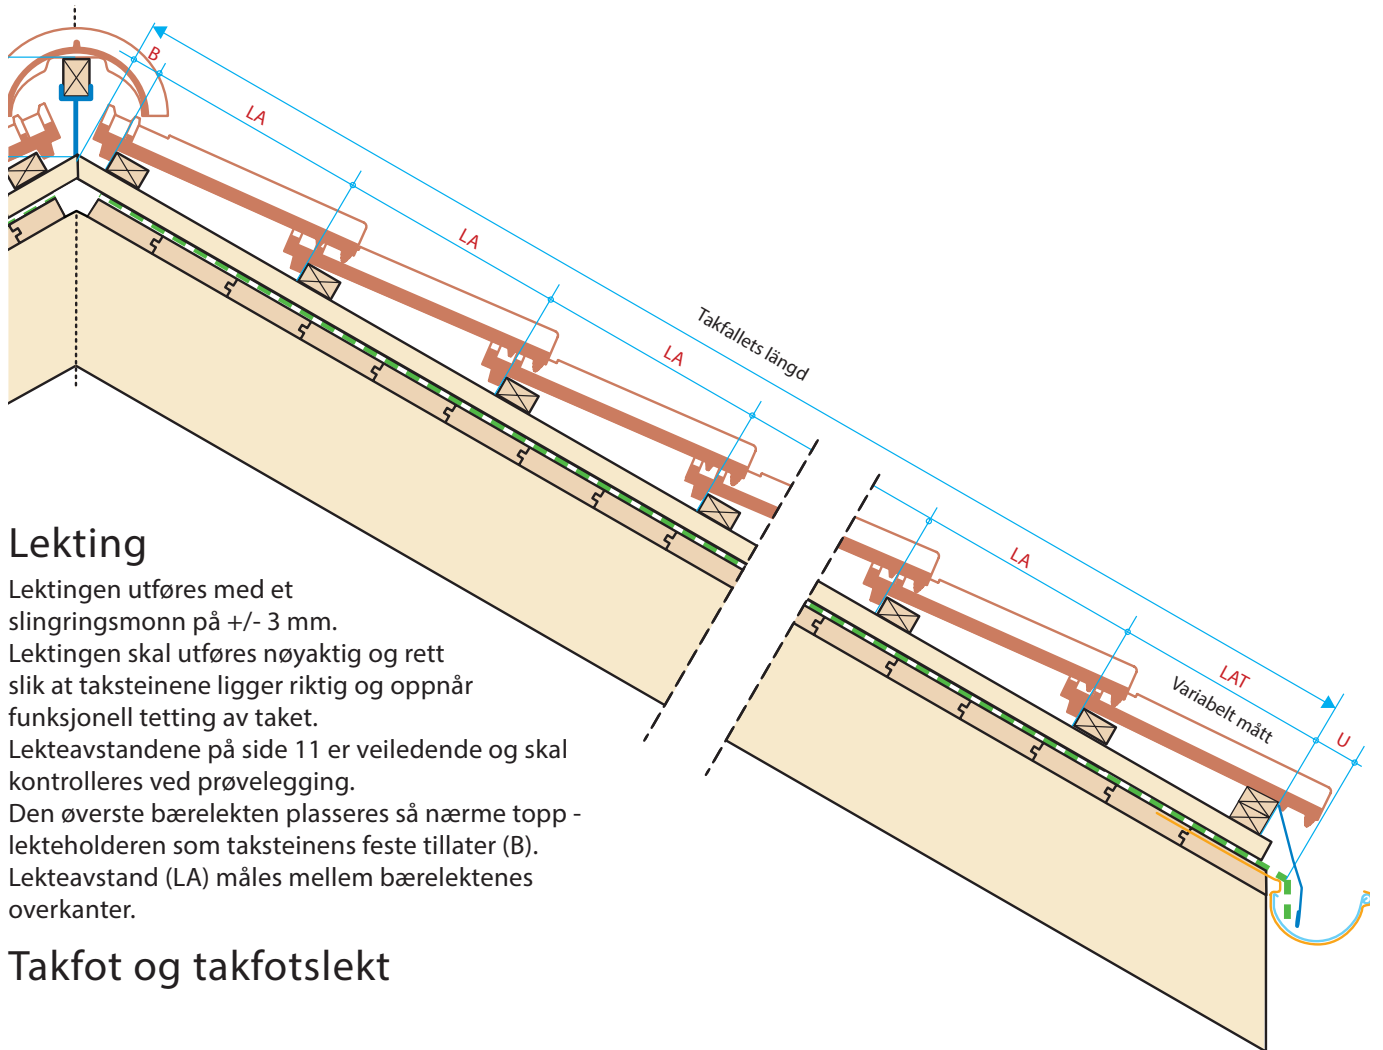 B
LA
LA
Takfallets längd
LA
LA
LAT
Variabelt mått
U
Lekting
Lektingen utføres med et
slingringsmonn på +/- 3 mm.
Lektingen skal utføres nøyaktig og rett
slik at taksteinene ligger riktig og oppnår
funksjonell tetting av taket.
Lekteavstandene på side 11 er veiledende og skal
kontrolleres ved prøvelegging.
Den øverste bærelekten plasseres så nærme topp -
lekteholderen som taksteinens feste tillater (B).
Lekteavstand (LA) måles mellem bærelektenes
overkanter.
Takfot og takfotslekt